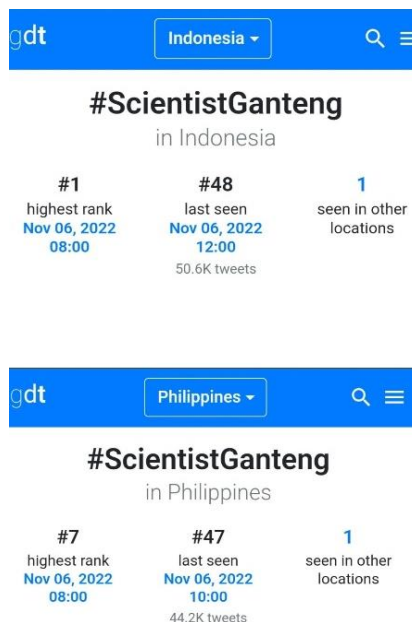 gdt
Indonesia
#ScientistGanteng
in Indonesia
#1
highest rank
Nov 06, 2022
08:00
#48
last seen
Nov 06, 2022
12:00
50.6K tweets
1
seen in other
locations
gdt
Philippines
#ScientistGanteng
in Philippines
#7
highest rank
Nov 06, 2022
08:00
#47
last seen
Nov 06, 2022
10:00
44.2K tweets
1
seen in other
locations